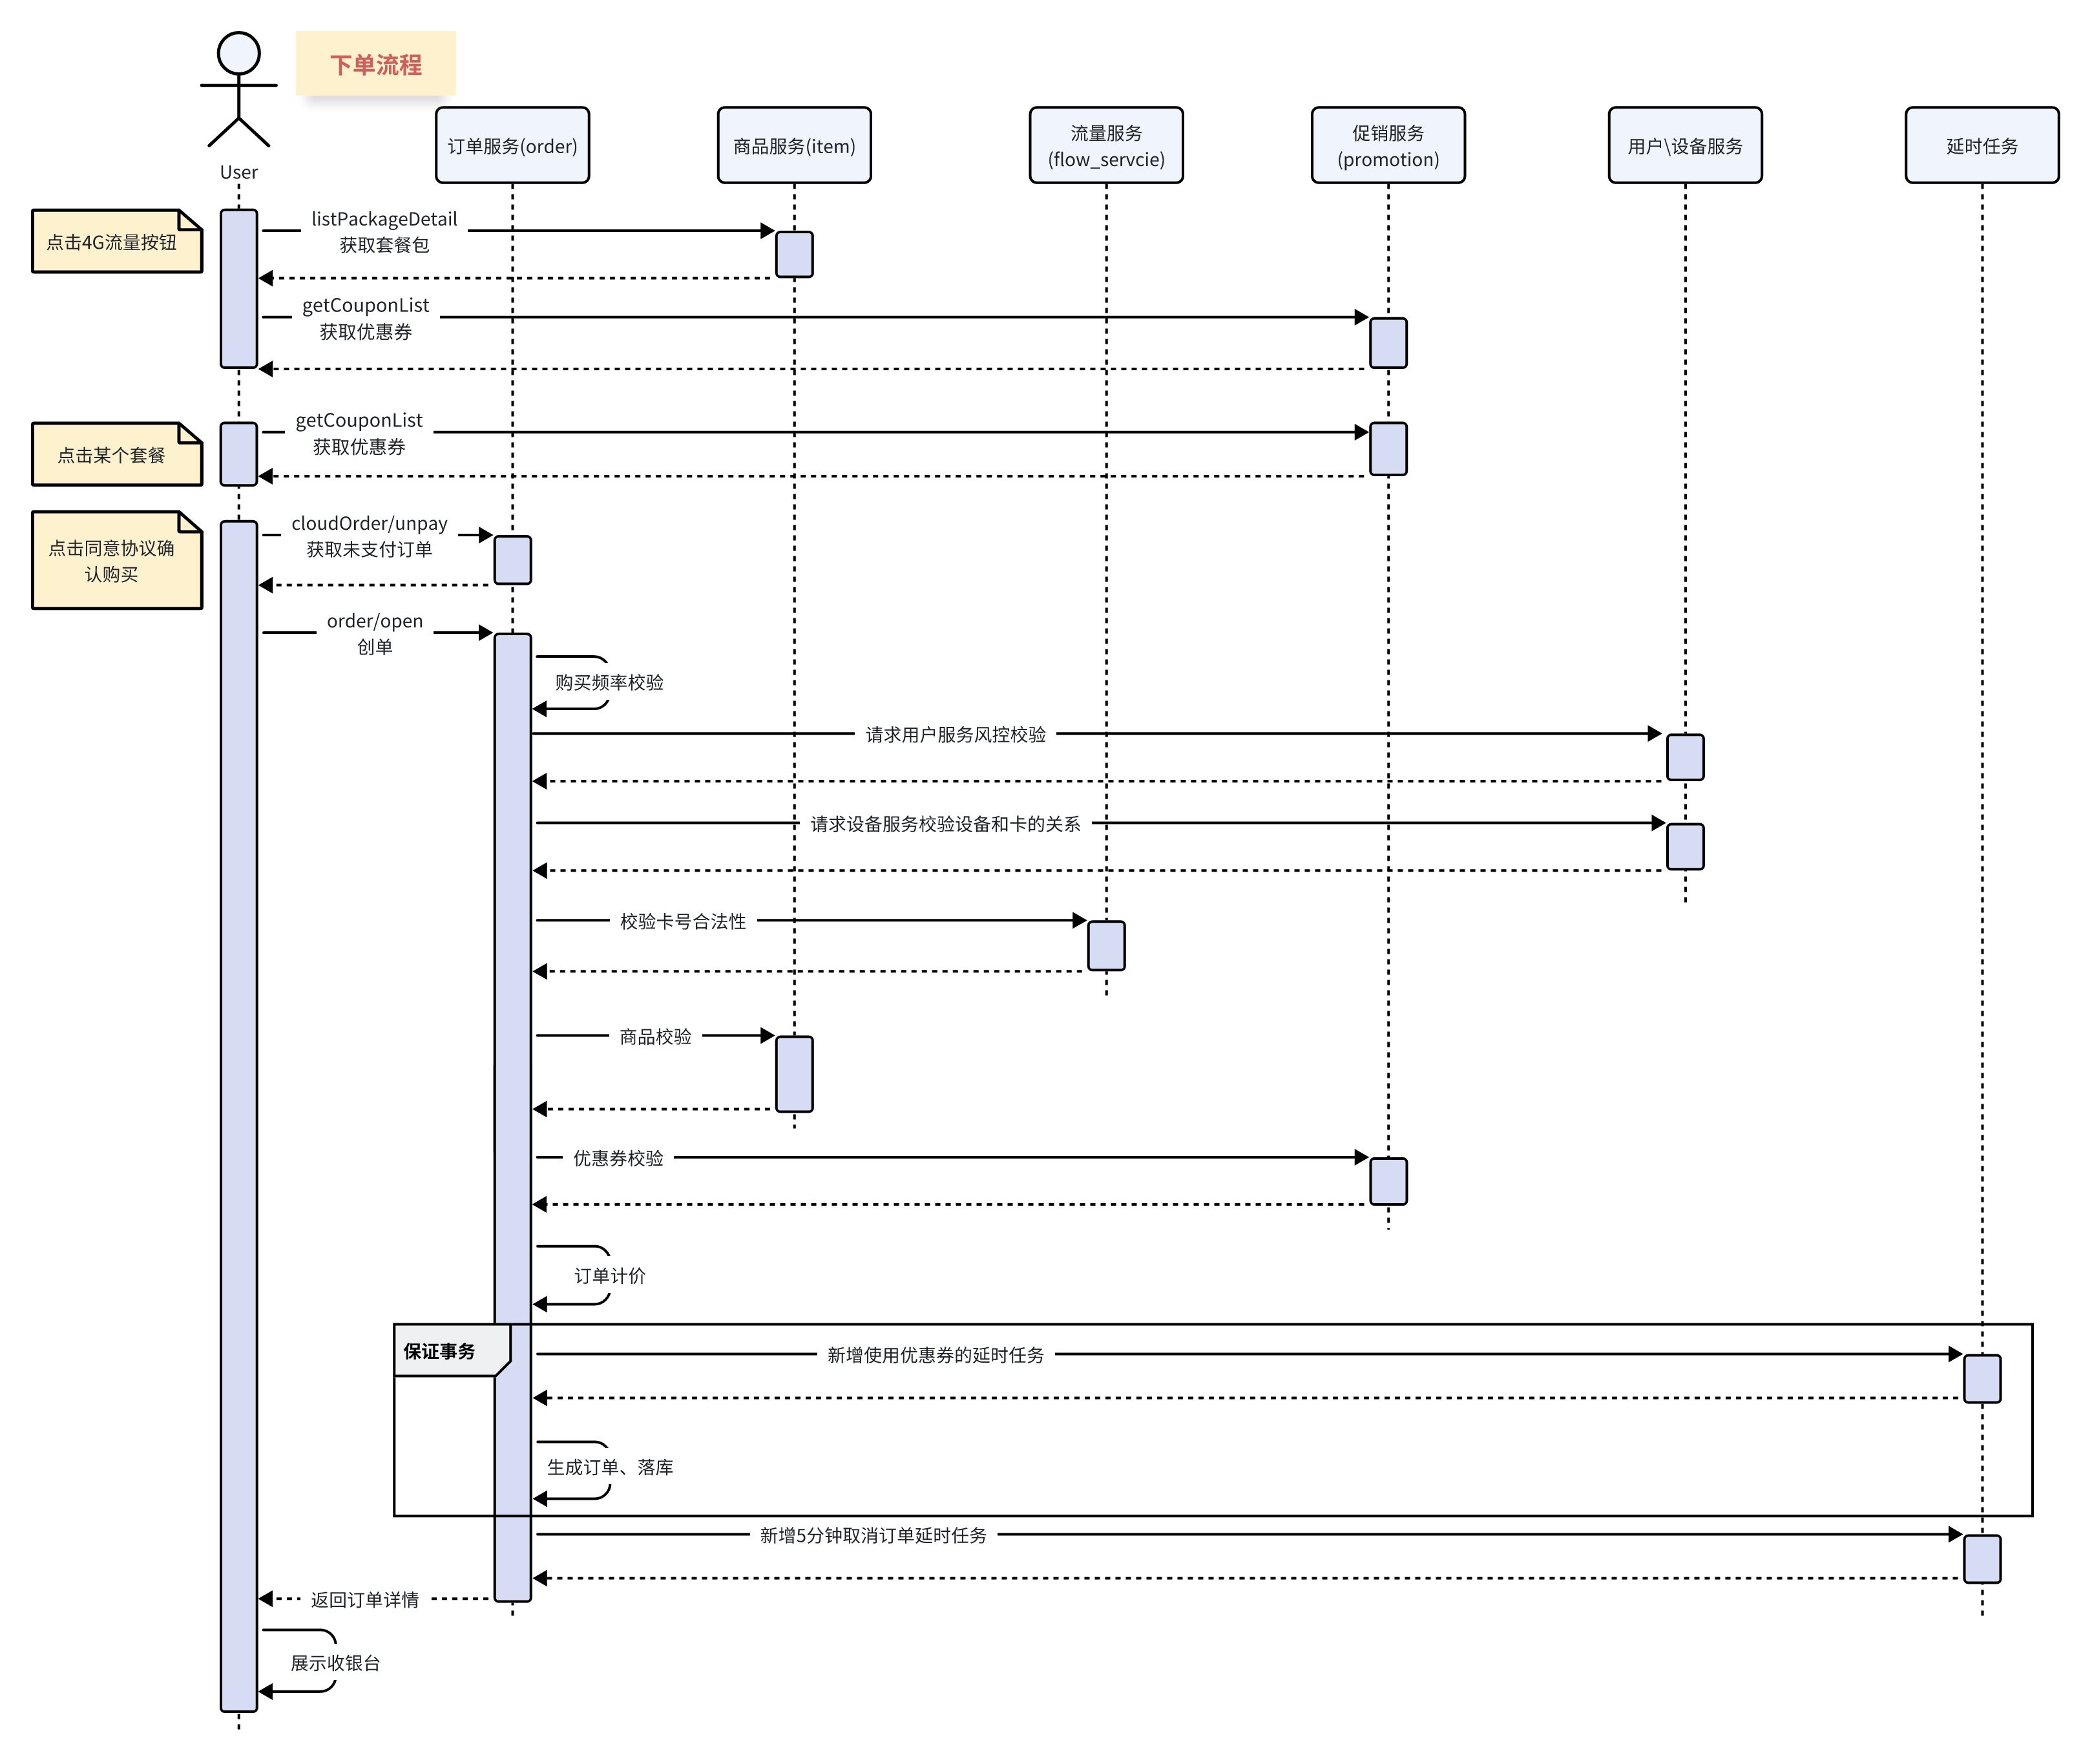 下单流程
User
订单服务(order)
商品服务(item)
流量服务
(flow_servcie)
促销服务
(promotion)
用户\设备服务
延时任务
点击4G流量按钮
listPackageDetail
获取套餐包
getCouponList
获取优惠券
点击某个套餐
getCouponList
获取优惠券
点击同意协议确
认购买
cloudOrder/unpay
获取未支付订单
order/open
创单
购买频率校验
请求用户服务风控校验
请求设备服务校验设备和卡的关系
校验卡号合法性
商品校验
优惠券校验
订单计价
保证事务
新增使用优惠券的延时任务
生成订单、落库
新增5分钟取消订单延时任务
返回订单详情
展示收银台